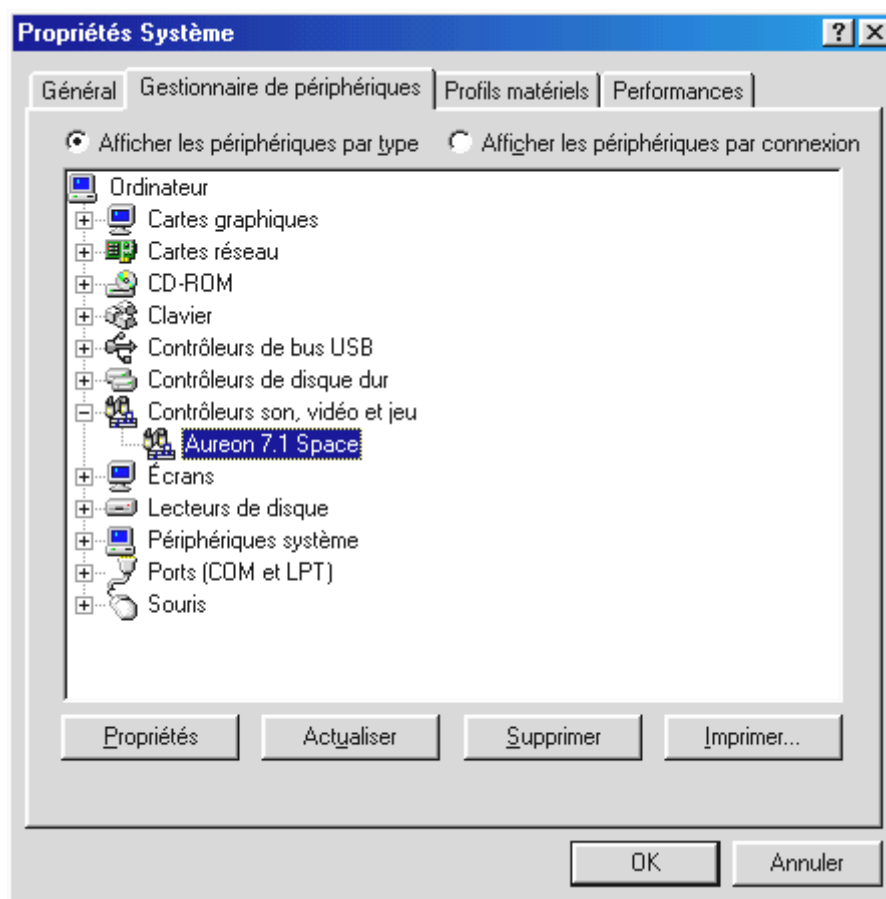 Propriétés Système
Général Gestionnaire de périphériques Profils matériels Performances
Afficher les périphériques par type Afficher les périphériques par connexion
Ordinateur
Cartes graphiques
Cartes réseau
CD-ROM
Clavier
Contrôleurs de bus USB
Contrôleurs de disque dur
Contrôleurs son, vidéo et jeu
Aureon 7.1 Space
Écrans
Lecteurs de disque
Périphériques système
Ports (COM et LPT)
Souris
Propriétés Actualiser Supprimer Imprimer...
OK Annuler